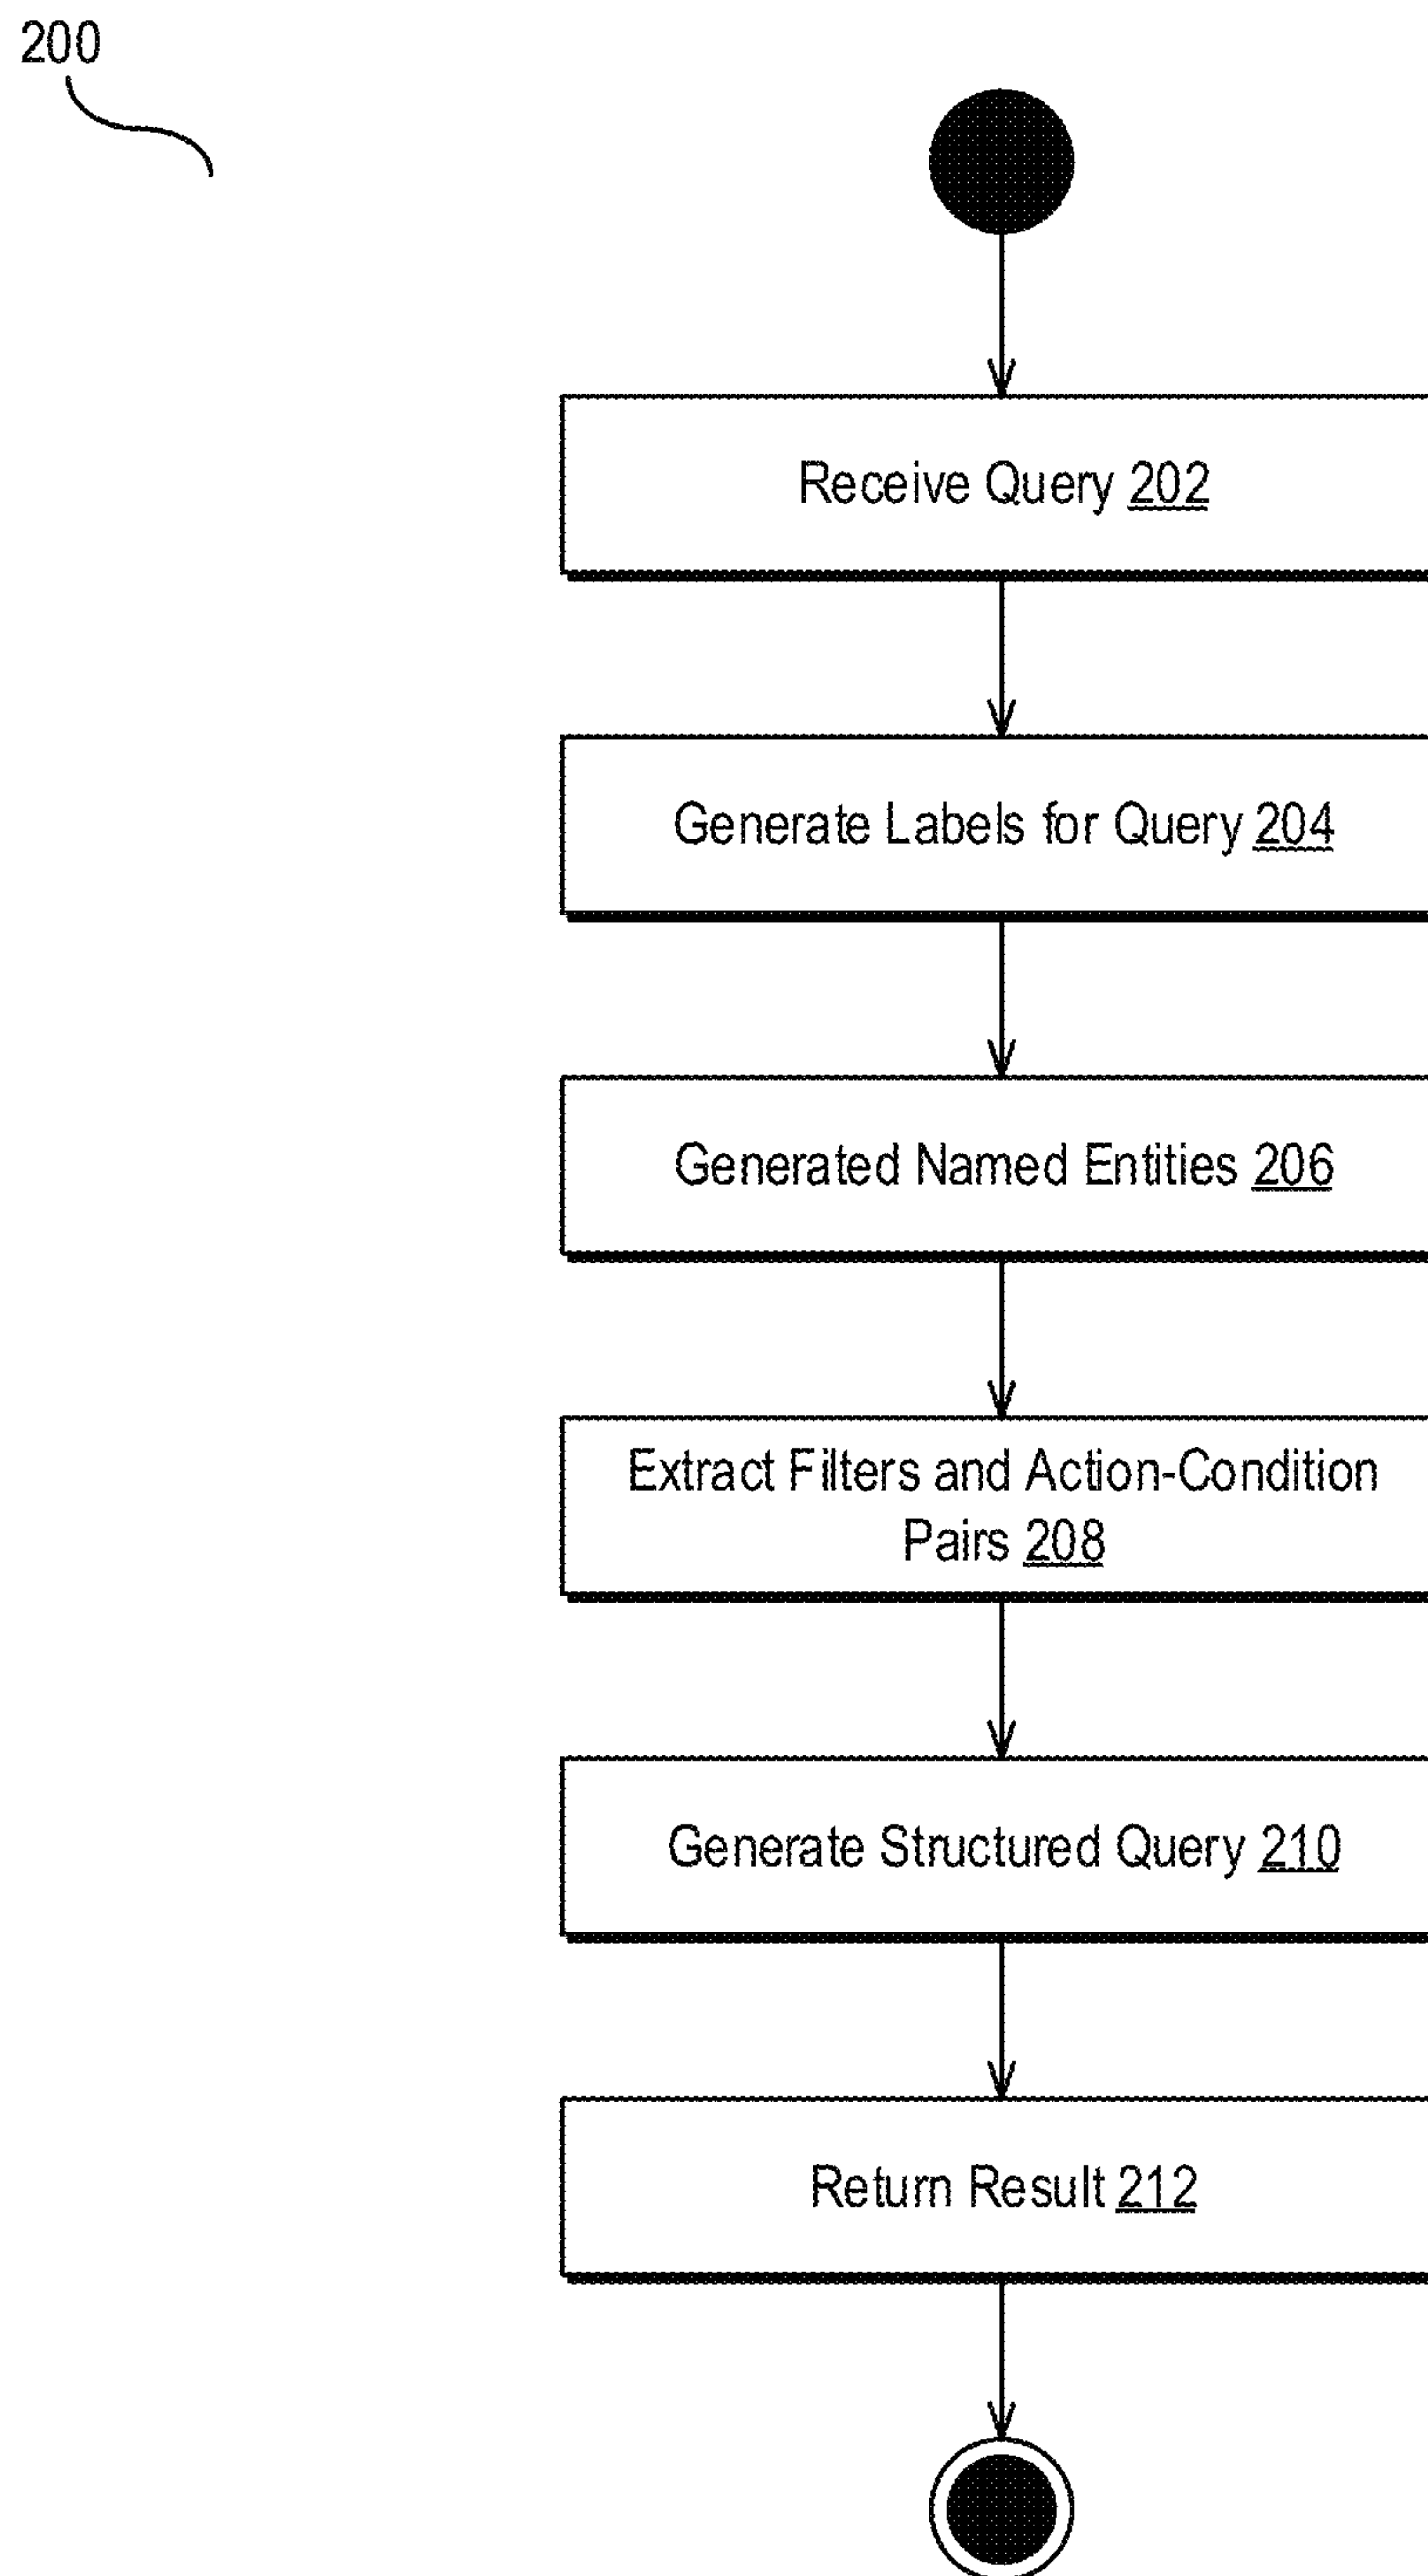 200
Receive Query 202
Generate Labels for Query 204
Generated Named Entities 206
Extract Filters and Action-Condition
Pairs 208
Generate Structured Query 210
Return Result 212